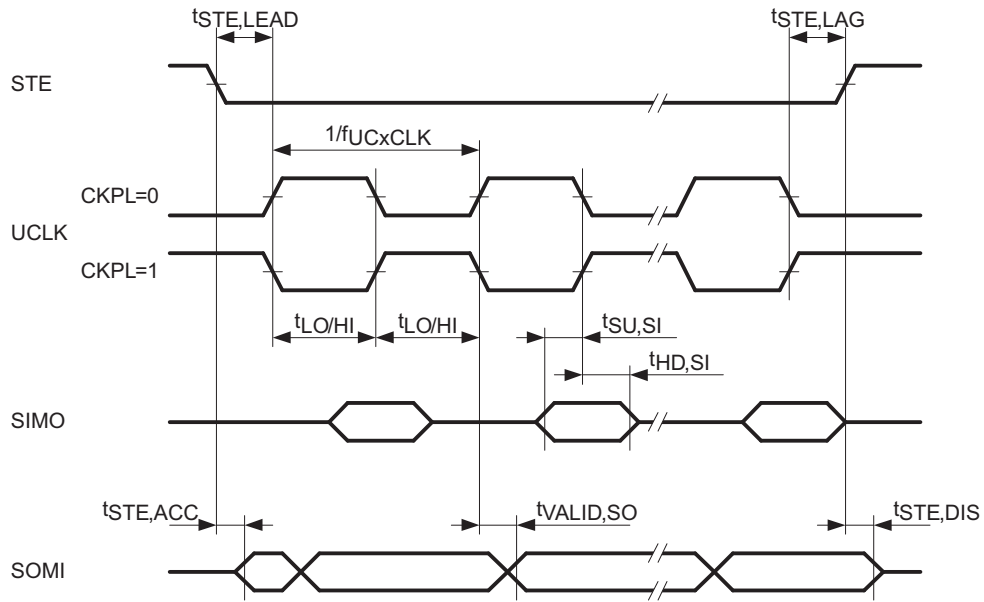 tSTE,LEAD
tSTE,LAG
STE
1/fUCxCLK
CKPL=0
UCLK
CKPL=1
tLO/HI
tLO/HI
tSU,SI
tHD,SI
SIMO
tSTE,ACC
tVALID,SO
tSTE,DIS
SOMI